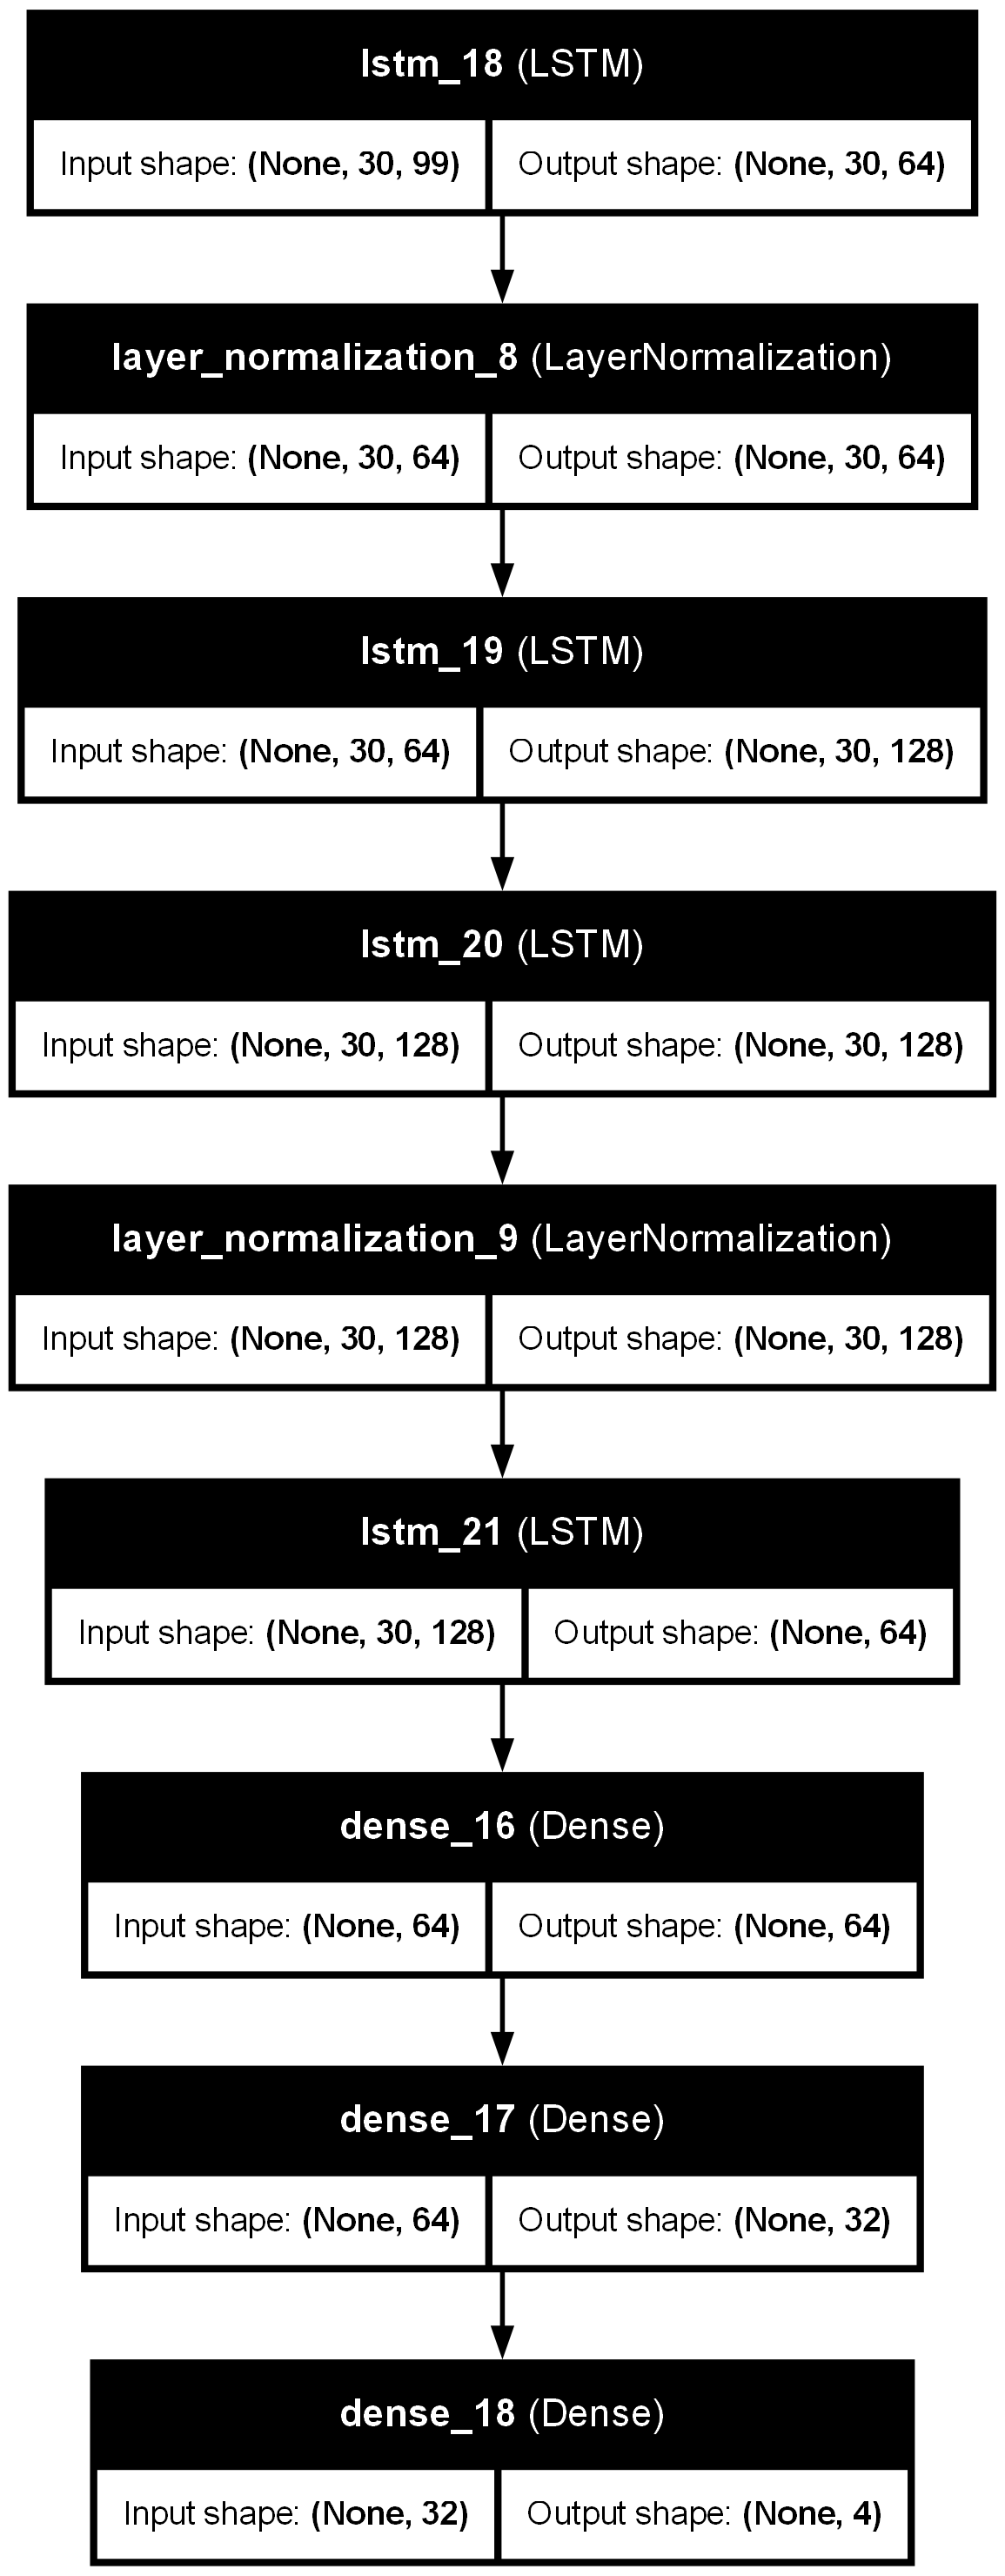 lstm_18 (LSTM)
Input shape: (None, 30, 99) Output shape: (None, 30, 64)
layer_normalization_8 (LayerNormalization)
Input shape: (None, 30, 64) Output shape: (None, 30, 64)
lstm_19 (LSTM)
Input shape: (None, 30, 64) Output shape: (None, 30, 128)
lstm_20 (LSTM)
Input shape: (None, 30, 128) Output shape: (None, 30, 128)
layer_normalization_9 (LayerNormalization)
Input shape: (None, 30, 128) Output shape: (None, 30, 128)
lstm_21 (LSTM)
Input shape: (None, 30, 128) Output shape: (None, 64)
dense_16 (Dense)
Input shape: (None, 64) Output shape: (None, 64)
dense_17 (Dense)
Input shape: (None, 64) Output shape: (None, 32)
dense_18 (Dense)
Input shape: (None, 32) Output shape: (None, 4)